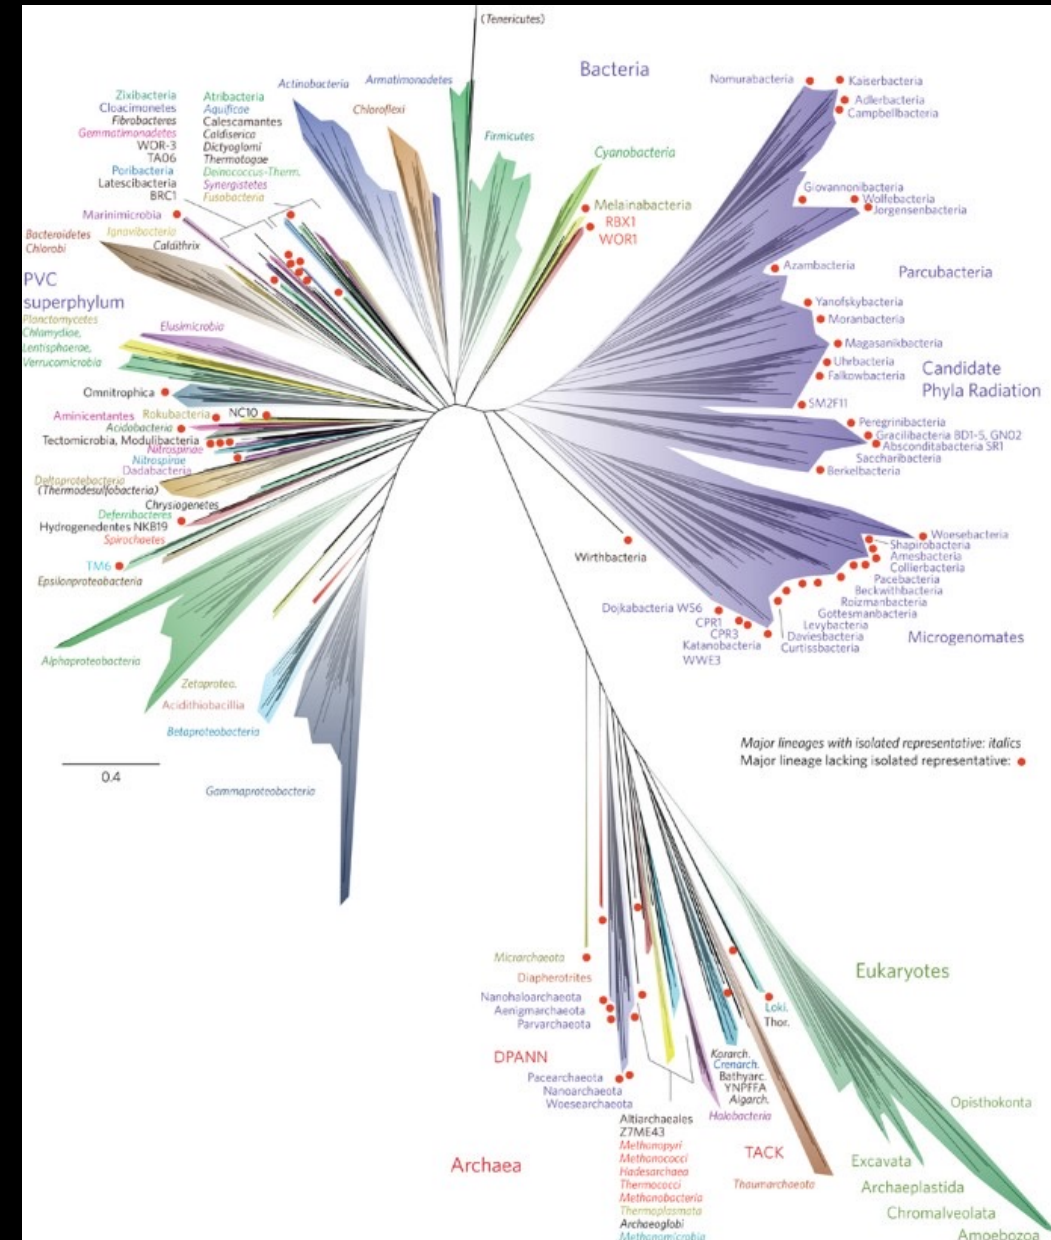 (Tenericutes)
Bacteria
Actinobacteria
Armatimonadetes
Chloroflexi
Firmicutes
Cyanobacteria
Melainabacteria
RBX1
WOR1
Zixibacteria
Cloacimonetes
Fibrobacteres
Gemmatimonadetes
WOR-3
TA06
Poribacteria
Latescibacteria
BRC1
Atribacteria
Aquificae
Calescamantes
Caldiserica
Dictyoglomi
Thermotogae
Deinococcus-Therm.
Synergistetes
Fusobacteria
Marinimicrobia
Ignavibacteria
Caldithrix
Bacteroidetes
Chlorobi
PVC
superphylum
Planctomycetes
Chlamydiae,
Lentisphaerae,
Verrucomicrobia
Elusimicrobia
Omnitrophica
Aminicentantes
Rokubacteria
NC10
Acidobacteria
Tectomicrobia, Modulibacteria
Nitrospinae
Nitrospirae
Dadabacteria
Deltaprotebacteria
(Thermodesulfobacteria)
Chrysiogenetes
Deferribacteres
Hydrogenedentes NKB19
Spirochaetes
TM6
Epsilonproteobacteria
Alphaproteobacteria
Zetaproteo.
Acidithiobacillia
Betaproteobacteria
Gammaproteobacteria
0.4
Nomurabacteria
Kaiserbacteria
Adlerbacteria
Campbellbacteria
Giovannonibacteria
Wolfebacteria
Jorgensenbacteria
Azambacteria
Parcubacteria
Yanofskybacteria
Moranbacteria
Magasanikbacteria
Uhrbacteria
Falkowbacteria
Candidate
Phyla Radiation
SM2F11
Peregrinibacteria
Gracilibacteria BD1-5, GN02
Absconditabacteria SR1
Saccharibacteria
Berkelbacteria
Woesebacteria
Shapirobacteria
Amesbacteria
Collierbacteria
Pacebacteria
Beckwithbacteria
Roizmanbacteria
Gottesmanbacteria
Levybacteria
Daviesbacteria
Curtissbacteria
Microgenomates
Wirthbacteria
Dojkabacteria WS6
CPR1
CPR3
Katanobacteria
WWE3
Major lineages with isolated representative: italics
Major lineage lacking isolated representative:
Micrarchaeota
Diapherotrites
Nanohaloarchaeota
Aenigmarchaeota
Parvarchaeota
DPANN
Pacearchaeota
Nanoarchaeota
Woesearchaeota
Archaea
Altiarchaeales
Z7ME43
Methanopyri
Methanococci
Hadesarchaea
Thermococci
Methanobacteria
Thermoplasmata
Archaeoglobi
Methanomicrobia
Halobacteria
Korarch.
Crenarch.
Bathyarc.
YNPFFA
Aigarch.
Loki.
Thor.
TACK
Thaumarchaeota
Eukaryotes
Opisthokonta
Excavata
Archaeplastida
Chromalveolata
Amoebozoa